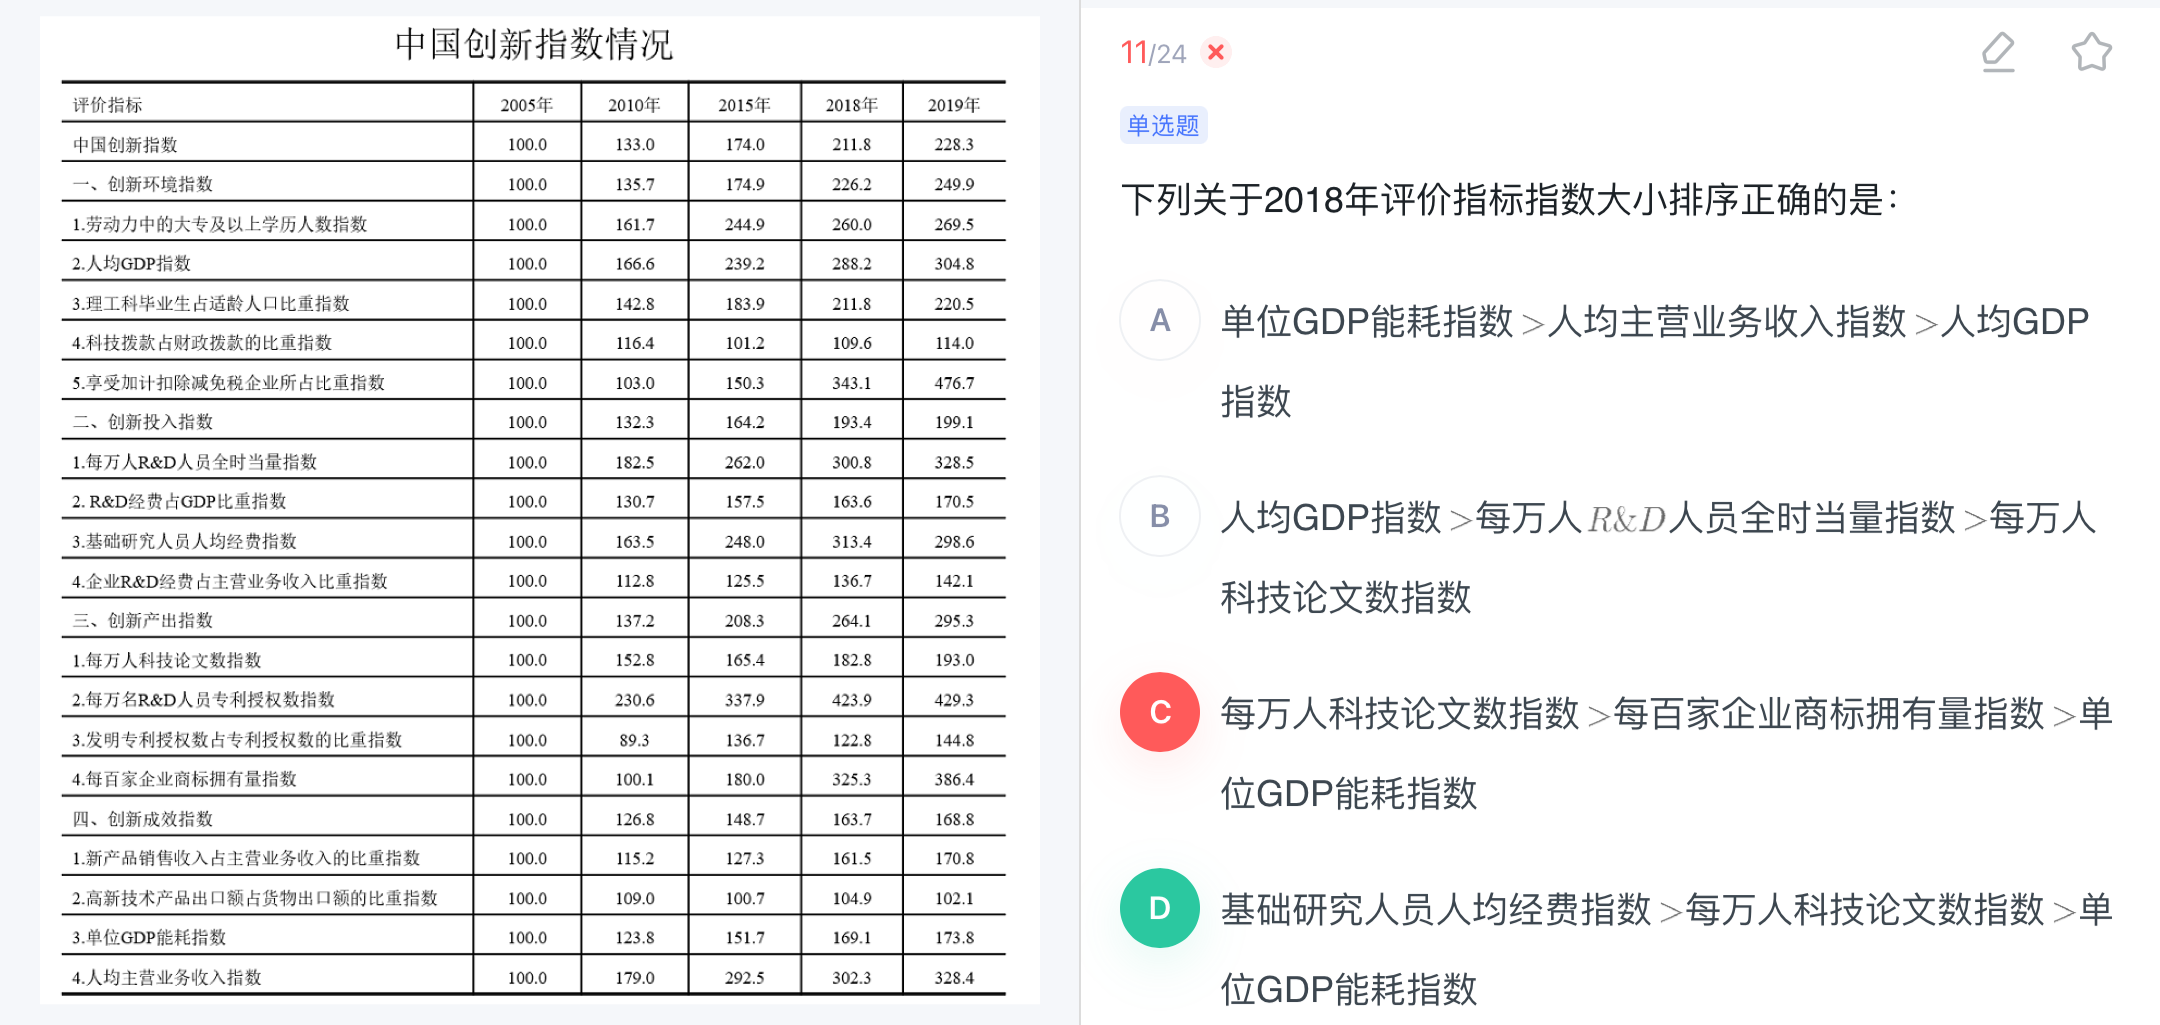 中国创新指数情况
评价指标 2005年 2010年 2015年 2018年 2019年
中国创新指数 100.0 133.0 174.0 211.8 228.3
一、创新环境指数 100.0 135.7 174.9 226.2 249.9
1.劳动力中的大专及以上学历人数指数 100.0 161.7 244.9 260.0 269.5
2.人均GDP指数 100.0 166.6 239.2 288.2 304.8
3.理工科毕业生占适龄人口比重指数 100.0 142.8 183.9 211.8 220.5
4.科技拨款占财政拨款的比重指数 100.0 116.4 101.2 109.6 114.0
5.享受加计扣除减免税企业所占比重指数 100.0 103.0 150.3 343.1 476.7
二、创新投入指数 100.0 132.3 164.2 193.4 199.1
1.每万人R&D人员全时当量指数 100.0 182.5 262.0 300.8 328.5
2. R&D经费占GDP比重指数 100.0 130.7 157.5 163.6 170.5
3.基础研究人员人均经费指数 100.0 163.5 248.0 313.4 298.6
4.企业R&D经费占主营业务收入比重指数 100.0 112.8 125.5 136.7 142.1
三、创新产出指数 100.0 137.2 208.3 264.1 295.3
1.每万人科技论文数指数 100.0 152.8 165.4 182.8 193.0
2.每万名R&D人员专利授权数指数 100.0 230.6 337.9 423.9 429.3
3.发明专利授权数占专利授权数的比重指数 100.0 89.3 136.7 122.8 144.8
4.每百家企业商标拥有量指数 100.0 100.1 180.0 325.3 386.4
四、创新成效指数 100.0 126.8 148.7 163.7 168.8
1.新产品销售收入占主营业务收入的比重指数 100.0 115.2 127.3 161.5 170.8
2.高新技术产品出口额占货物出口额的比重指数 100.0 109.0 100.7 104.9 102.1
3.单位GDP能耗指数 100.0 123.8 151.7 169.1 173.8
4.人均主营业务收入指数 100.0 179.0 292.5 302.3 328.4
11/24
单选题
下列关于2018年评价指标指数大小排序正确的是：
A 单位GDP能耗指数>人均主营业务收入指数>人均GDP
指数
B 人均GDP指数>每万人R&D人员全时当量指数>每万人
科技论文数指数
C 每万人科技论文数指数>每百家企业商标拥有量指数>单
位GDP能耗指数
D 基础研究人员人均经费指数>每万人科技论文数指数>单
位GDP能耗指数